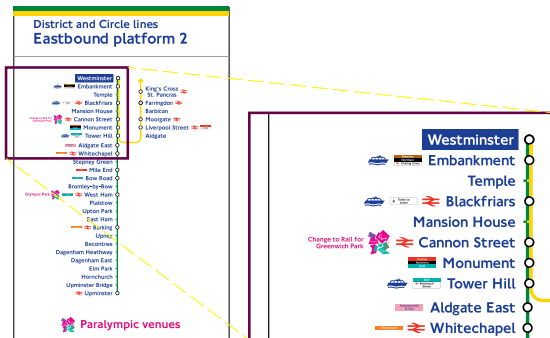 District and Circle lines
Eastbound platform 2
Westminster
Embankment
Temple
Blackfriars
Mansion House
Cannon Street
Monument
Tower Hill
Aldgate East
Whitechapel
Stepney Green
Mile End
Bow Road
Bromley-by-Bow
Olympic Park
West Ham
Plaistow
Upton Park
East Ham
Barking
Upney
Becontree
Dagenham Heathway
Dagenham East
Elm Park
Hornchurch
Upminster Bridge
Upminster
King's Cross
St. Pancras
Farringdon
Barbican
Moorgate
Liverpool Street
Aldgate
Paralympic venues
Westminster
Embankment
Temple
Blackfriars
Mansion House
Change to Rail for
Greenwich Park
Cannon Street
Monument
Tower Hill
Aldgate East
Whitechapel